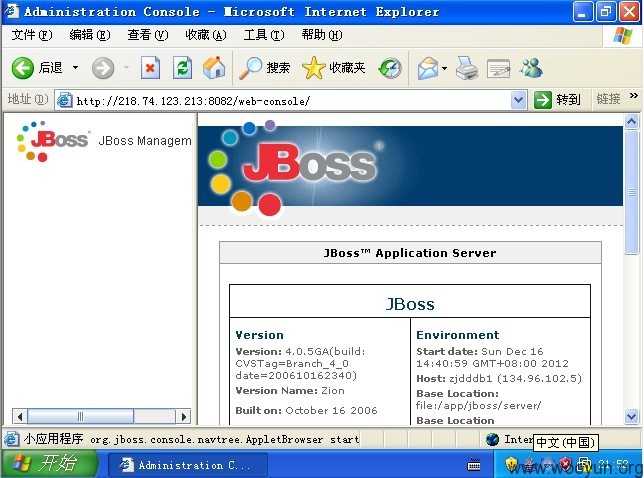 Administration Console - Microsoft Internet Explorer
文件(F) 编辑(E) 查看(V) 收藏(A) 工具(T) 帮助(H)
后退 搜索 收藏夹
地址(D) http://218.74.123.213:8082/web-console/ 转到 链接 »
JBoss® JBoss Managem
JBoss®
JBoss™ Application Server
JBoss
Version
Version: 4.0.5GA(build:
CVSTag=Branch_4_0
date=200610162340)
Version Name: Zion
Built on: October 16 2006
Environment
Start date: Sun Dec 16
14:40:59 GMT+08:00 2012
Host: zjdddb1 (134.96.102.5)
Base Location:
file:/app/jboss/server/
Base Location
小应用程序 org.jboss.console.navtree.AppletBrowser start
Inter
中文(中国)
开始 Administration C...
21:52
www.wooyun.org